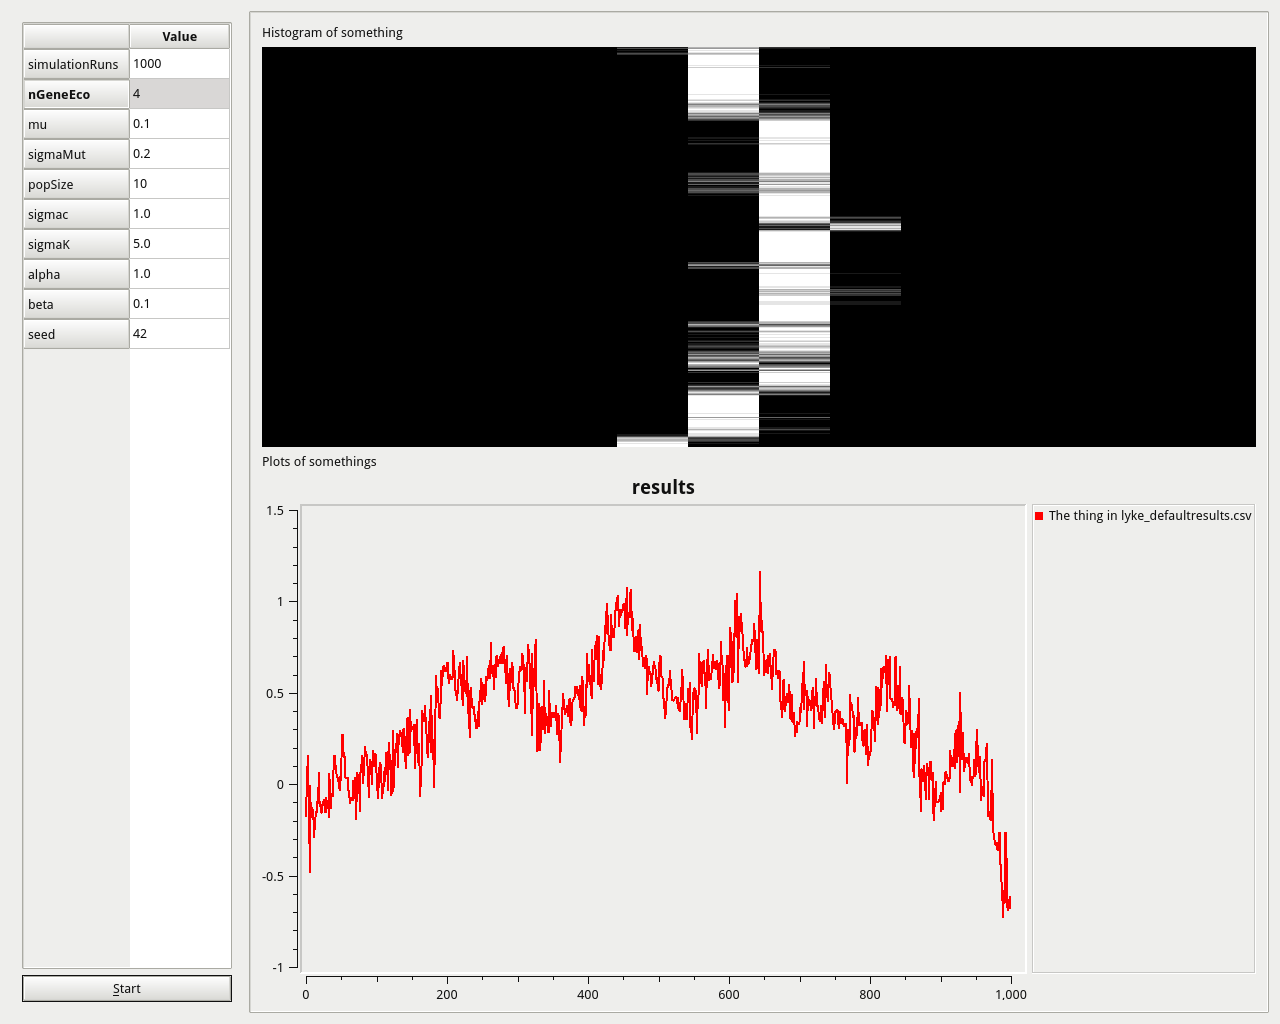 Value
simulationRuns 1000
nGeneEco 4
mu 0.1
sigmaMut 0.2
popSize 10
sigmac 1.0
sigmaK 5.0
alpha 1.0
beta 0.1
seed 42
Start
Histogram of something
Plots of somethings
results
1.5
1
0.5
0
-0.5
-1
0 200 400 600 800 1,000
The thing in lyke_defaultresults.csv